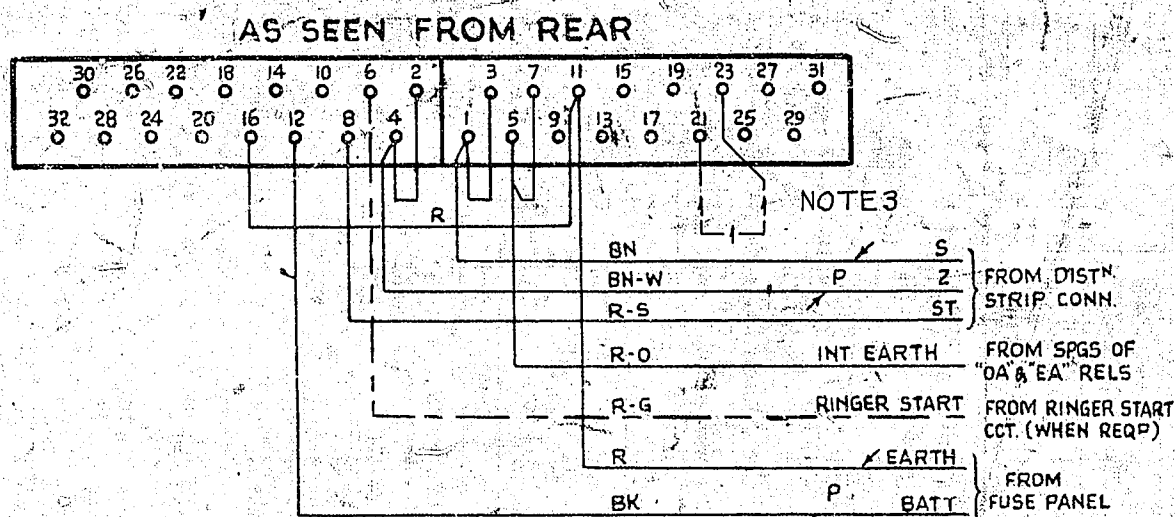 AS SEEN FROM REAR
30 26 22 18 14 10 6 2 3 7 11 15 19 23 27 31
32 28 24 20 16 12 8 4 1 5 9 13 17 21 25 29
NOTE3
R
BN S
BN-W P Z
R-S ST
FROM DISTN.
STRIP CONN.
R-O INT EARTH
FROM SPGS OF
"OA" & "EA" RELS
R-G RINGER START
FROM RINGER START
CCT. (WHEN REQD)
R EARTH
BK P BATT
FROM
FUSE PANEL